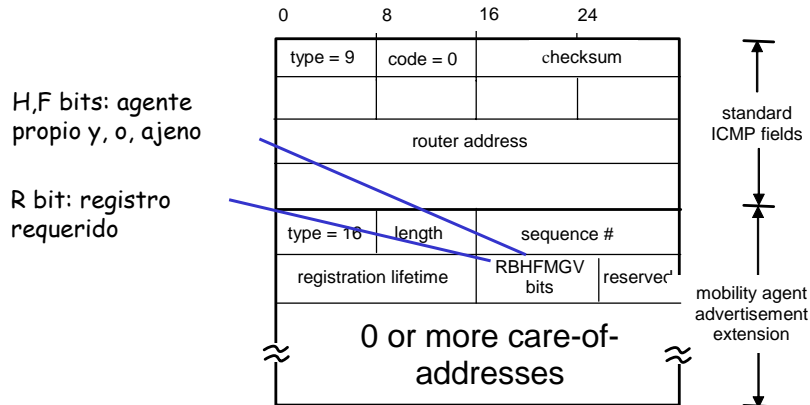 0 8 16 24
type = 9 code = 0 checksum
H,F bits: agente
propio y, o, ajeno
standard
ICMP fields
router address
R bit: registro
requerido
type = 16 length sequence #
registration lifetime RBHFMGV
bits reserved
mobility agent
advertisement
extension
0 or more care-of-
addresses